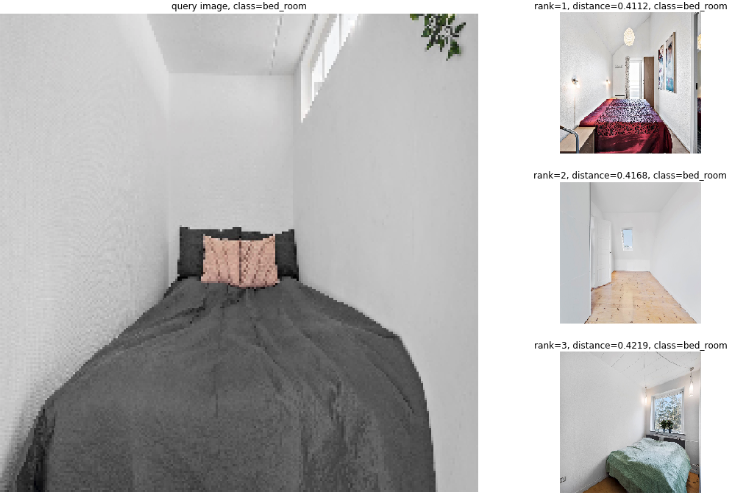 query image, class=bed_room
rank=1, distance=0.4112, class=bed_room
rank=2, distance=0.4168, class=bed_room
rank=3, distance=0.4219, class=bed_room